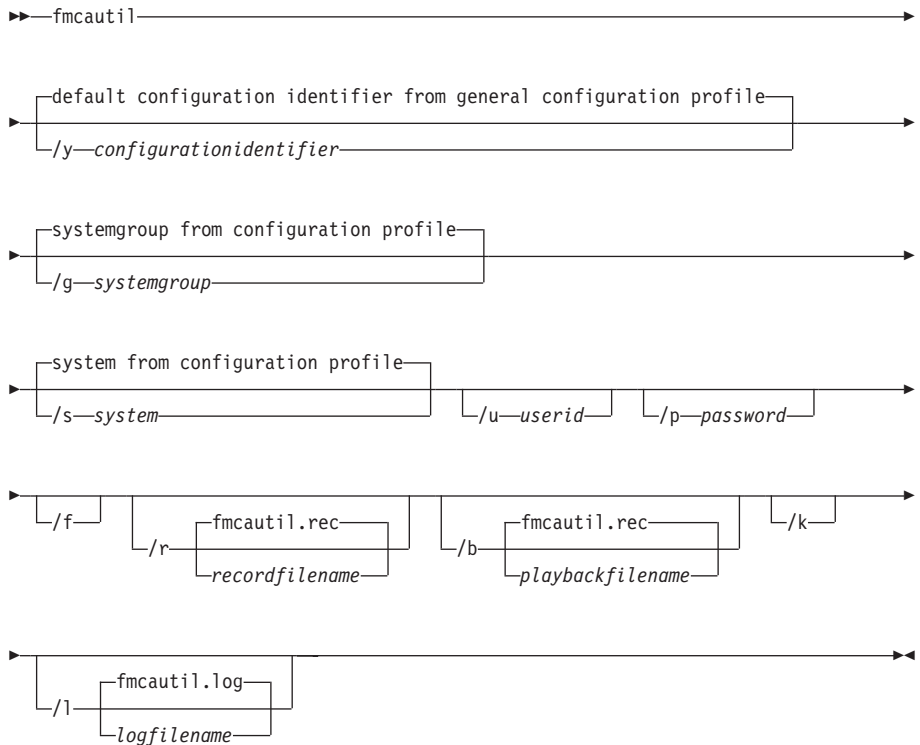 fmcautil
default configuration identifier from general configuration profile
/y configurationidentifier
systemgroup from configuration profile
/g systemgroup
system from configuration profile
/s system /u userid /p password
/f /r fmcautil.rec /b fmcautil.rec /k
recordfilename playbackfilename
/l fmcautil.log
logfilename